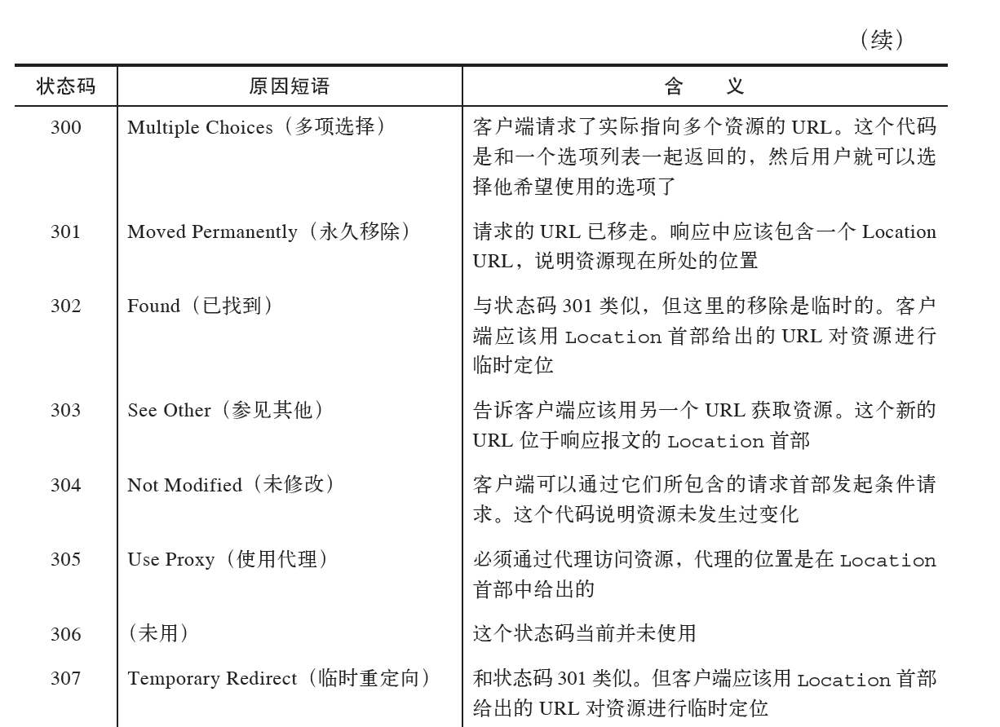 （续）
状态码 原因短语 含 义
300 Multiple Choices（多项选择） 客户端请求了实际指向多个资源的 URL。这个代码
是和一个选项列表一起返回的，然后用户就可以选
择他希望使用的选项了
301 Moved Permanently（永久移除） 请求的 URL 已移走。响应中应该包含一个 Location
URL，说明资源现在所处的位置
302 Found（已找到） 与状态码 301 类似，但这里的移除是临时的。客户
端应该用 Location 首部给出的 URL 对资源进行
临时定位
303 See Other（参见其他） 告诉客户端应该用另一个 URL 获取资源。这个新的
URL 位于响应报文的 Location 首部
304 Not Modified（未修改） 客户端可以通过它们所包含的请求首部发起条件请
求。这个代码说明资源未发生过变化
305 Use Proxy（使用代理） 必须通过代理访问资源，代理的位置是在 Location
首部中给出的
306 （未用） 这个状态码当前并未使用
307 Temporary Redirect（临时重定向） 和状态码 301 类似。但客户端应该用 Location 首部
给出的 URL 对资源进行临时定位